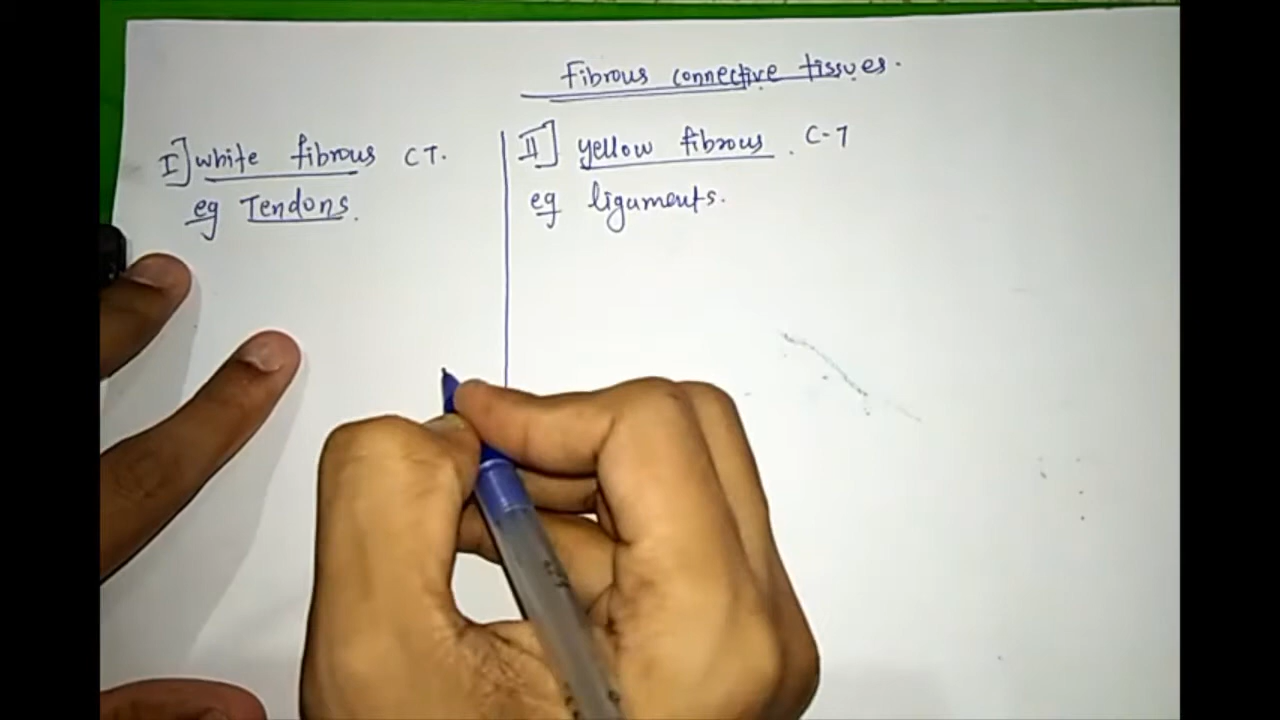 Fibrous connective tissues.
I] white fibrous CT.
eg Tendons.
II] yellow fibrous. C-T
eg ligaments.